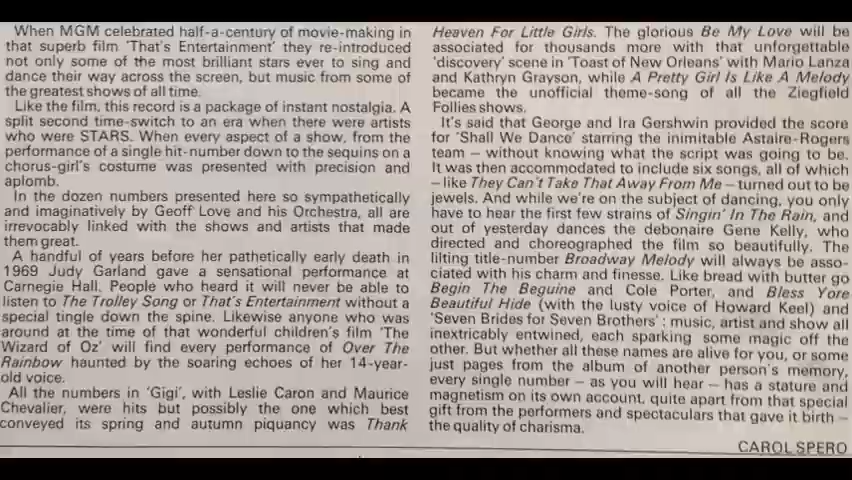 When MGM celebrated half-a-century of movie-making in
that superb film 'That's Entertainment' they re-introduced
not only some of the most brilliant stars ever to sing and
dance their way across the screen, but music from some of
the greatest shows of all time.
Like the film, this record is a package of instant nostalgia. A
split second time-switch to an era when there were artists
who were STARS. When every aspect of a show, from the
performance of a single hit-number down to the sequins on a
chorus-girl's costume was presented with precision and
aplomb.
In the dozen numbers presented here so sympathetically
and imaginatively by Geoff Love and his Orchestra, all are
irrevocably linked with the shows and artists that made
them great.
A handful of years before her pathetically early death in
1969 Judy Garland gave a sensational performance at
Carnegie Hall. People who heard it will never be able to
listen to The Trolley Song or That's Entertainment without a
special tingle down the spine. Likewise anyone who was
around at the time of that wonderful children's film 'The
Wizard of Oz' will find every performance of Over The
Rainbow haunted by the soaring echoes of her 14-year-
old voice.
All the numbers in 'Gigi', with Leslie Caron and Maurice
Chevalier, were hits but possibly the one which best
conveyed its spring and autumn piquancy was Thank
Heaven For Little Girls. The glorious Be My Love will be
associated for thousands more with that unforgettable
'discovery' scene in 'Toast of New Orleans' with Mario Lanza
and Kathryn Grayson, while A Pretty Girl Is Like A Melody
became the unofficial theme-song of all the Ziegfield
Follies shows.
It's said that George and Ira Gershwin provided the score
for 'Shall We Dance' starring the inimitable Astaire-Rogers
team – without knowing what the script was going to be.
It was then accommodated to include six songs, all of which
– like They Can't Take That Away From Me – turned out to be
jewels. And while we're on the subject of dancing, you only
have to hear the first few strains of Singin' In The Rain, and
out of yesterday dances the debonaire Gene Kelly, who
directed and choreographed the film so beautifully. The
lilting title-number Broadway Melody will always be asso-
ciated with his charm and finesse. Like bread with butter go
Begin The Beguine and Cole Porter, and Bless Yore
Beautiful Hide (with the lusty voice of Howard Keel) and
'Seven Brides for Seven Brothers' : music, artist and show all
inextricably entwined, each sparking some magic off the
other. But whether all these names are alive for you, or some
just pages from the album of another person's memory,
every single number – as you will hear – has a stature and
magnetism on its own account, quite apart from that special
gift from the performers and spectaculars that gave it birth –
the quality of charisma.
CAROL SPERO